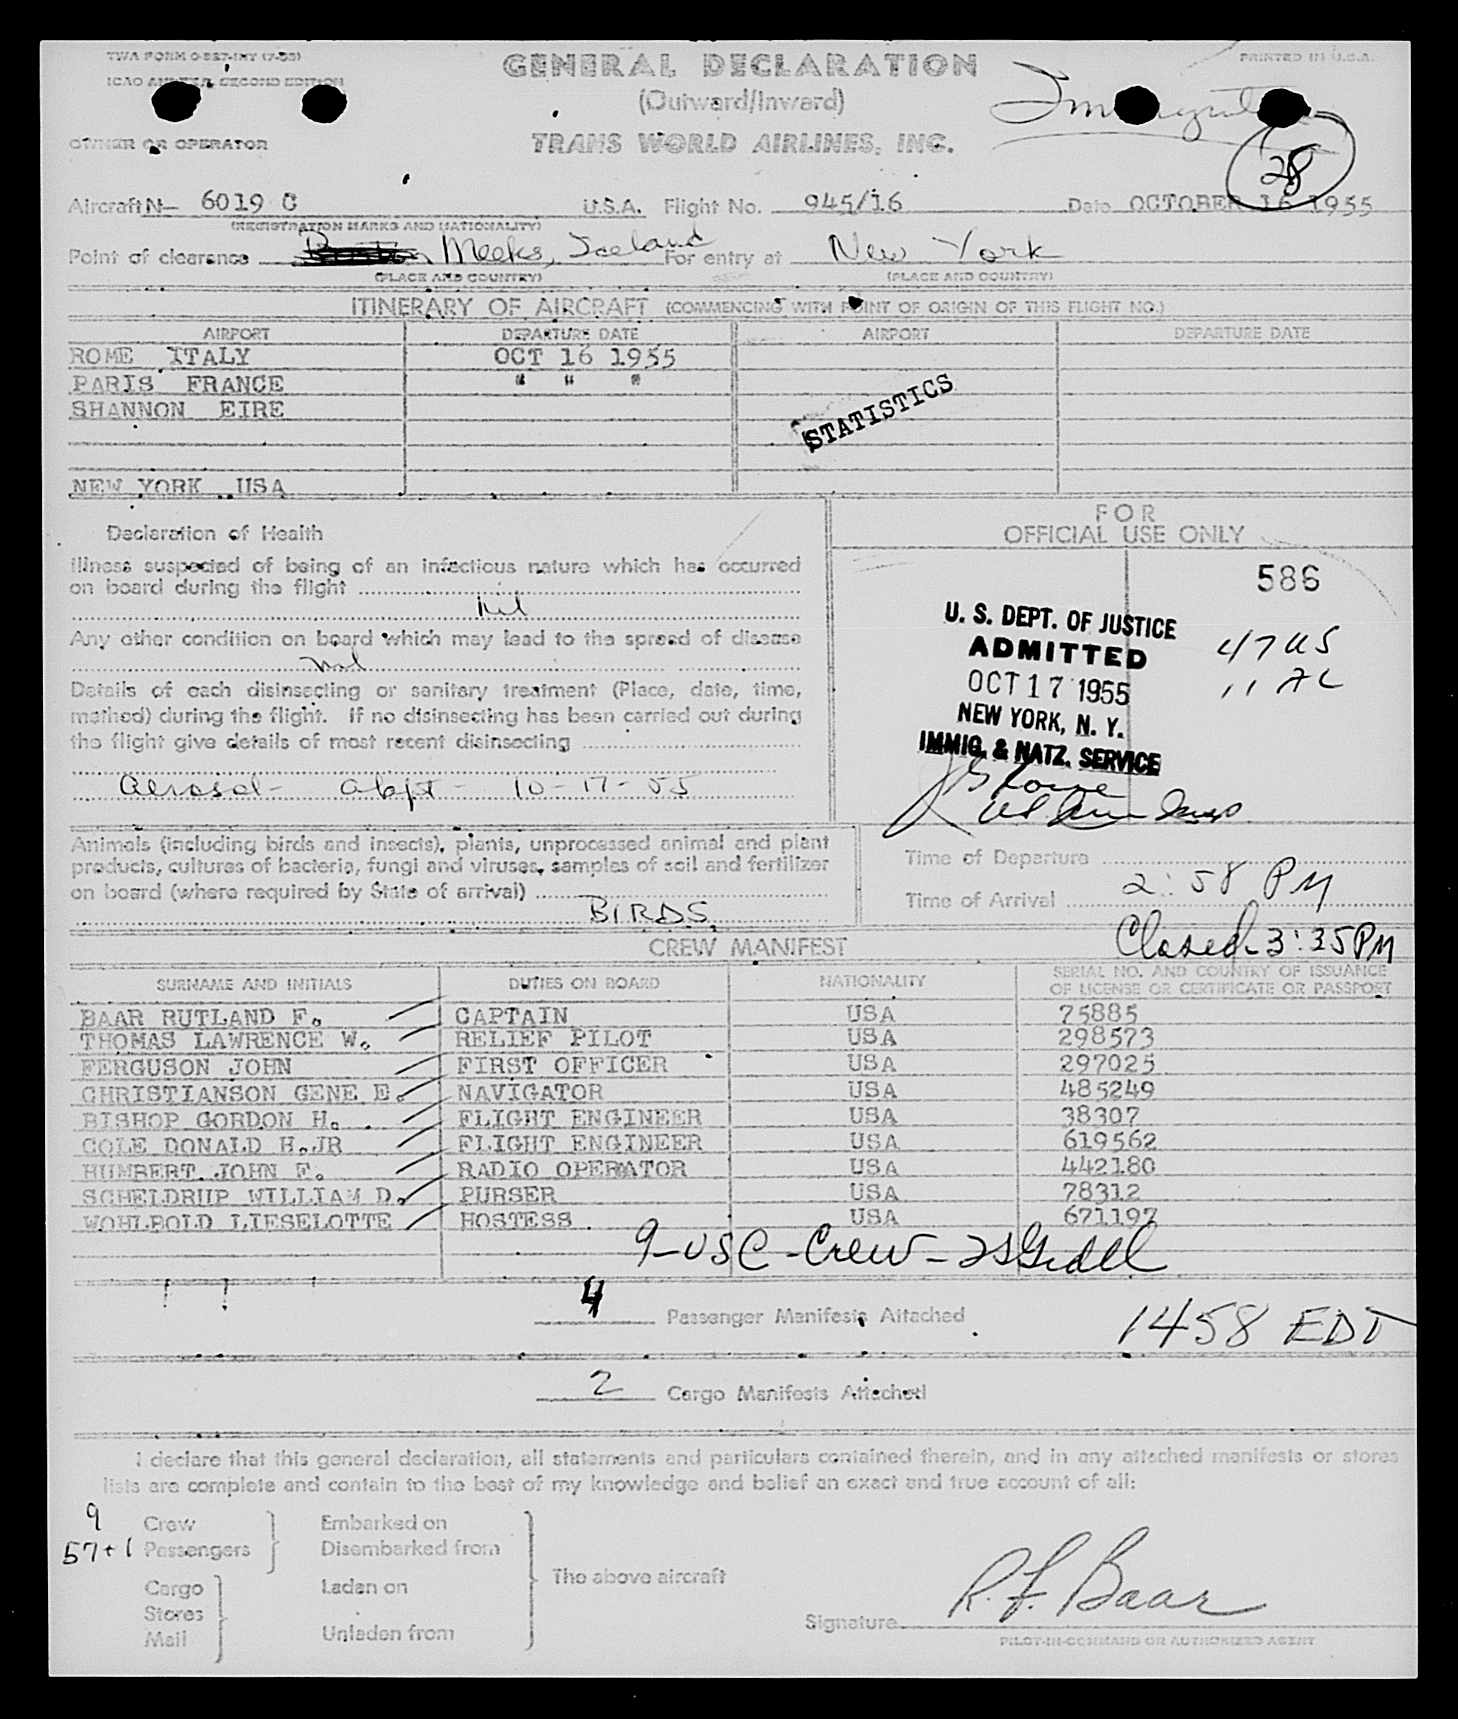 TWA FORM O-557-INT (7-55)
GENERAL DECLARATION
PRINTED IN U.S.A.
ICAO SECOND EDITION
(Outward/Inward)
OWNER OR OPERATOR
TRANS WORLD AIRLINES, INC.
28
Aircraft N- 6019 C U.S.A. Flight No. 945/16 Date OCTOBER 16 1955
(REGISTRATION MARKS AND NATIONALITY)
Point of clearance Meeks, Iceland For entry at New York
(PLACE AND COUNTRY) (PLACE AND COUNTRY)
ITINERARY OF AIRCRAFT (COMMENCING WITH POINT OF ORIGIN OF THIS FLIGHT NO.)
AIRPORT DEPARTURE DATE AIRPORT DEPARTURE DATE
ROME ITALY OCT 16 1955
PARIS FRANCE " " "
SHANNON EIRE
STATISTICS
NEW YORK USA
Declaration of Health
Illness suspected of being of an infectious nature which has occurred
on board during the flight
nil
Any other condition on board which may lead to the spread of disease
nil
Details of each disinsecting or sanitary treatment (Place, date, time,
method) during the flight. If no disinsecting has been carried out during
the flight give details of most recent disinsecting
aerosol - 10-17-55
FOR
OFFICIAL USE ONLY
586
U. S. DEPT. OF JUSTICE
ADMITTED
OCT 17 1955
NEW YORK, N. Y.
IMMIG. & NATZ. SERVICE
47 US
11 AL
Animals (including birds and insects), plants, unprocessed animal and plant
products, cultures of bacteria, fungi and viruses, samples of soil and fertilizer
on board (where required by State of arrival)
BIRDS
Time of Departure
Time of Arrival 2:58 PM
Closed 3:35 PM
CREW MANIFEST
SURNAME AND INITIALS DUTIES ON BOARD NATIONALITY SERIAL NO. AND COUNTRY OF ISSUANCE
OF LICENSE OR CERTIFICATE OR PASSPORT
BAAR RUTLAND F. CAPTAIN USA 75885
THOMAS LAWRENCE W. RELIEF PILOT USA 298573
FERGUSON JOHN FIRST OFFICER USA 297025
CHRISTIANSON GENE E. NAVIGATOR USA 485249
BISHOP GORDON H. FLIGHT ENGINEER USA 38307
COLE DONALD H.JR FLIGHT ENGINEER USA 619562
HUMBERT JOHN F. RADIO OPERATOR USA 442180
SCHELDRUP WILLIAM D. PURSER USA 78312
WOHLBOLD LIESELOTTE HOSTESS USA 671197
9-USC-Crew-
4 Passenger Manifests Attached
1458 EDT
2 Cargo Manifests Attached
I declare that this general declaration, all statements and particulars contained therein, and in any attached manifests or stores
lists are complete and contain to the best of my knowledge and belief an exact and true account of all:
9 Crew
57+1 Passengers
Embarked on
Disembarked from
Cargo
Stores
Mail
Laden on
Unladen from
The above aircraft
Signature R. F. Baar
PILOT-IN-COMMAND OR AUTHORIZED AGENT